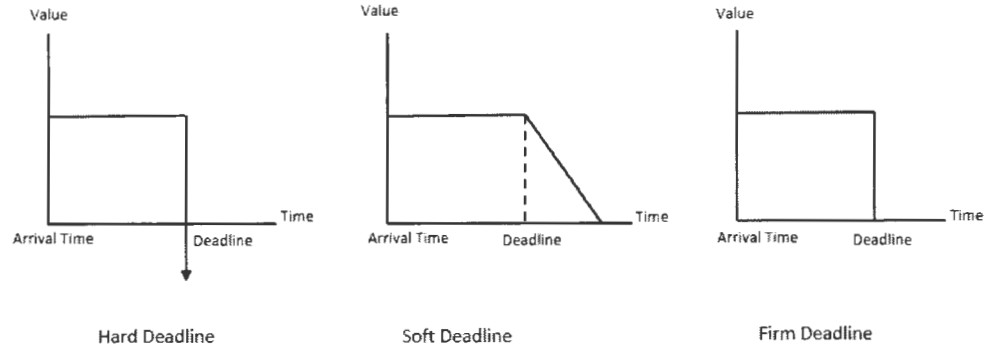 Value
Time
Arrival Time
Deadline
Hard Deadline
Value
Time
Arrival Time
Deadline
Soft Deadline
Value
Time
Arrival Time
Deadline
Firm Deadline